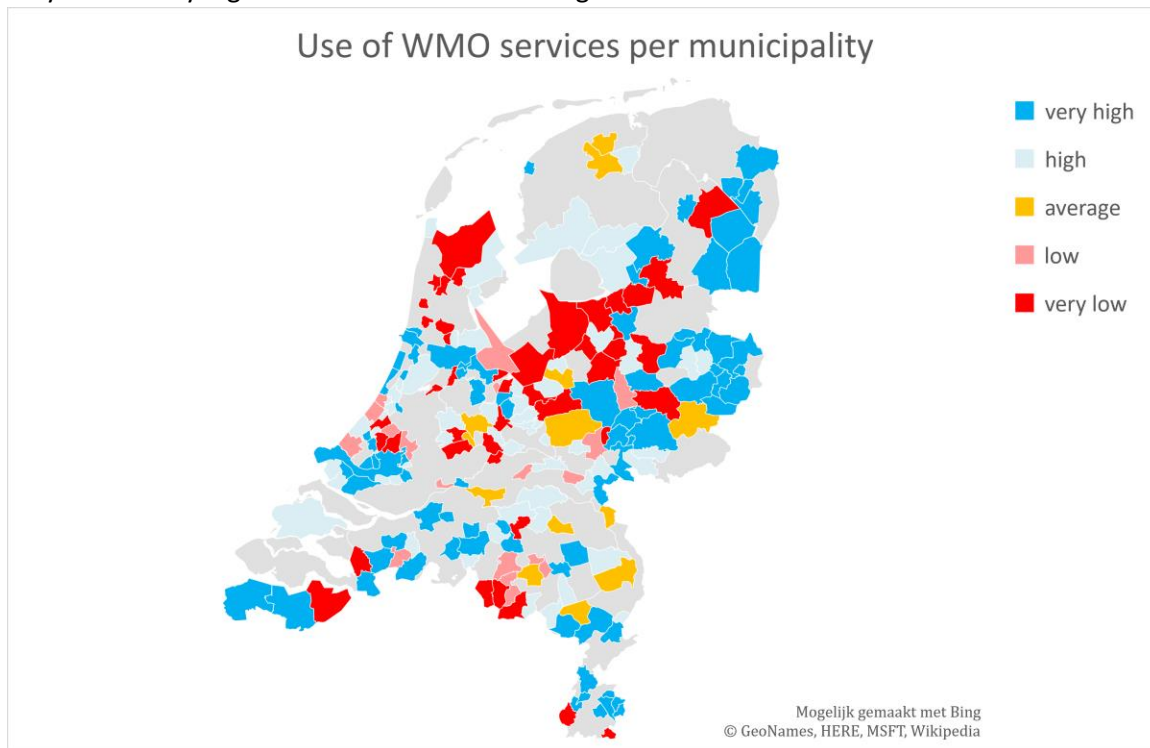 Use of WMO services per municipality
very high
high
average
low
very low
Mogelijk gemaakt met Bing
© GeoNames, HERE, MSFT, Wikipedia